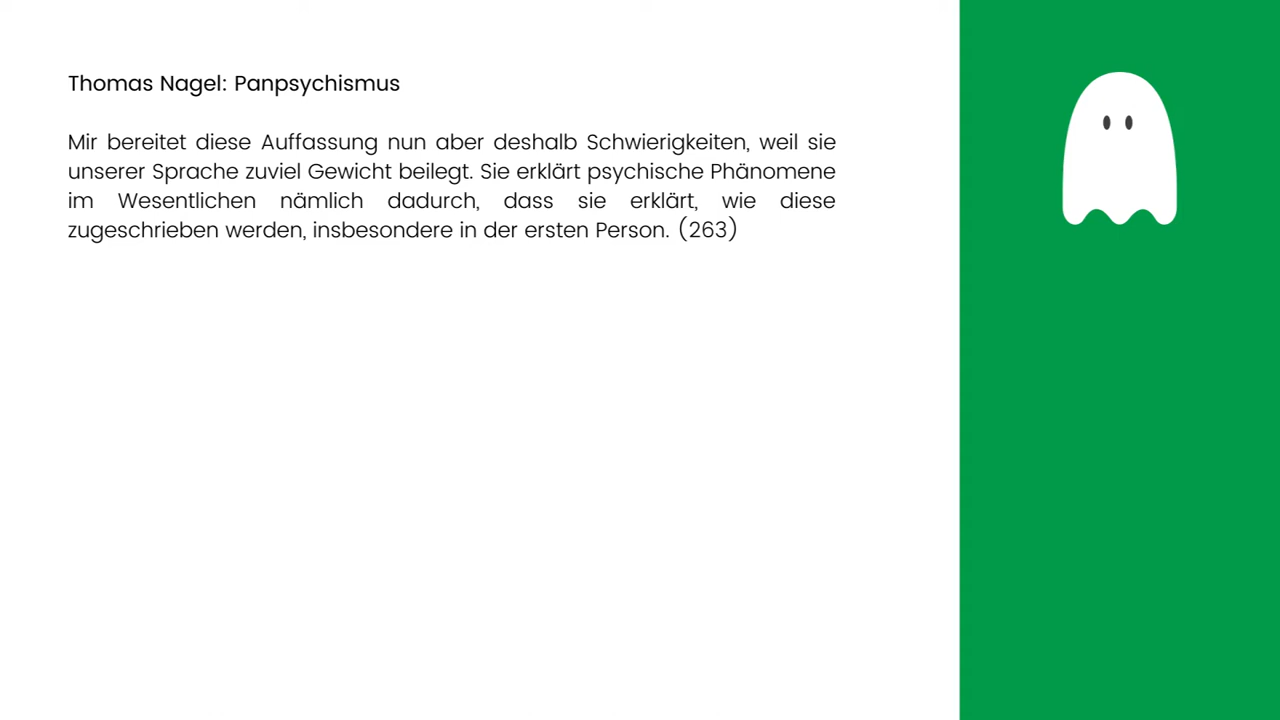 Thomas Nagel: Panpsychismus
Mir bereitet diese Auffassung nun aber deshalb Schwierigkeiten, weil sie
unserer Sprache zuviel Gewicht beilegt. Sie erklärt psychische Phänomene
im Wesentlichen nämlich dadurch, dass sie erklärt, wie diese
zugeschrieben werden, insbesondere in der ersten Person. (263)